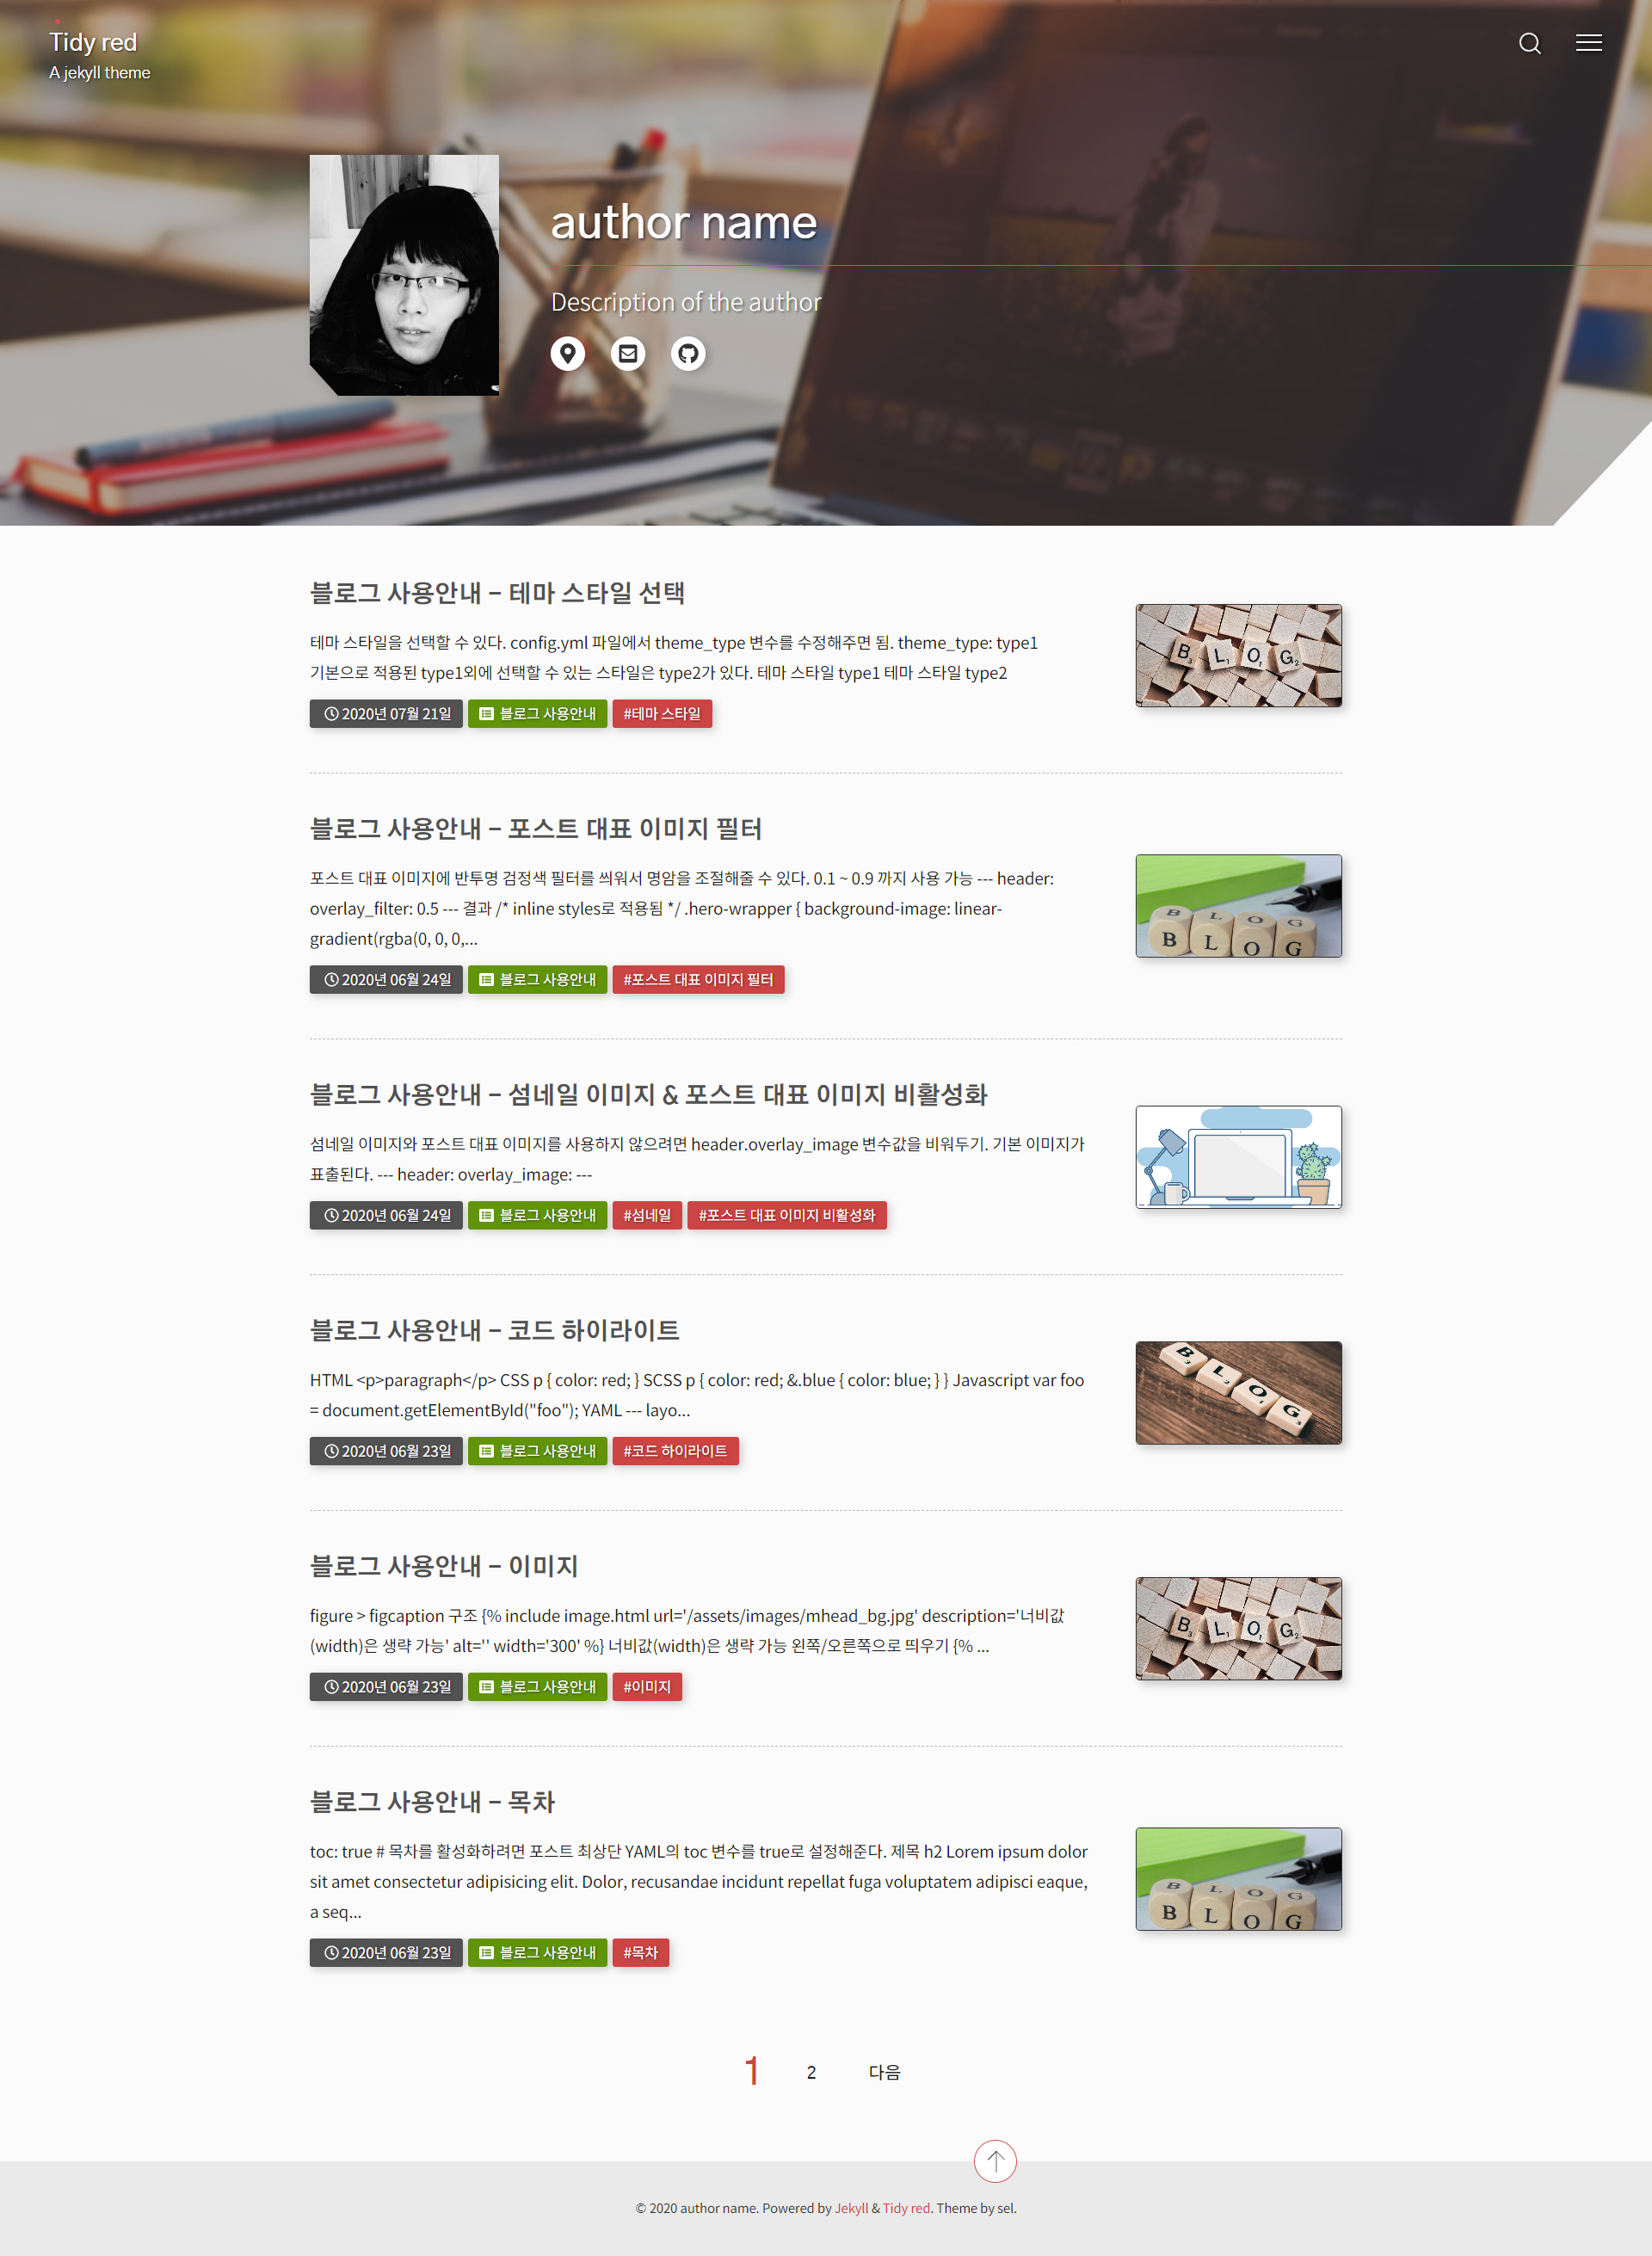 Tidy red
A jekyll theme
author name
Description of the author
블로그 사용안내 – 테마 스타일 선택
테마 스타일을 선택할 수 있다. config.yml 파일에서 theme_type 변수를 수정해주면 됨. theme_type: type1
기본으로 적용된 type1외에 선택할 수 있는 스타일은 type2가 있다. 테마 스타일 type1 테마 스타일 type2
2020년 07월 21일 블로그 사용안내 #테마 스타일
BLOG
블로그 사용안내 – 포스트 대표 이미지 필터
포스트 대표 이미지에 반투명 검정색 필터를 씌워서 명암을 조절해줄 수 있다. 0.1 ~ 0.9 까지 사용 가능 --- header:
overlay_filter: 0.5 --- 결과 /* inline styles로 적용됨 */ .hero-wrapper { background-image: linear-
gradient(rgba(0, 0, 0,...
2020년 06월 24일 블로그 사용안내 #포스트 대표 이미지 필터
BLOG
BLOG
블로그 사용안내 – 섬네일 이미지 & 포스트 대표 이미지 비활성화
섬네일 이미지와 포스트 대표 이미지를 사용하지 않으려면 header.overlay_image 변수값을 비워두기. 기본 이미지가
표출된다. --- header: overlay_image: ---
2020년 06월 24일 블로그 사용안내 #섬네일 #포스트 대표 이미지 비활성화
블로그 사용안내 – 코드 하이라이트
HTML <p>paragraph</p> CSS p { color: red; } SCSS p { color: red; &.blue { color: blue; } } Javascript var foo
= document.getElementById("foo"); YAML --- layo...
2020년 06월 23일 블로그 사용안내 #코드 하이라이트
BLOG
블로그 사용안내 – 이미지
figure > figcaption 구조 {% include image.html url='/assets/images/mhead_bg.jpg' description='너비값
(width)은 생략 가능' alt='' width='300' %} 너비값(width)은 생략 가능 왼쪽/오른쪽으로 띄우기 {% ...
2020년 06월 23일 블로그 사용안내 #이미지
BLOG
블로그 사용안내 – 목차
toc: true # 목차를 활성화하려면 포스트 최상단 YAML의 toc 변수를 true로 설정해준다. 제목 h2 Lorem ipsum dolor
sit amet consectetur adipisicing elit. Dolor, recusandae incidunt repellat fuga voluptatem adipisci eaque,
a seq...
2020년 06월 23일 블로그 사용안내 #목차
BLOG
BLOG
1 2 다음
© 2020 author name. Powered by Jekyll & Tidy red. Theme by sel.